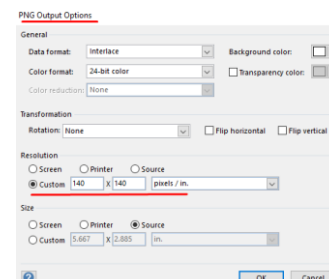 PNG Output Options
General
Data format: Interlace Background color:
Color format: 24-bit color Transparency color:
Color reduction: None
Transformation
Rotation: None Flip horizontal Flip vertical
Resolution
Screen Printer Source
Custom 140 X 140 pixels / in.
Size
Screen Printer Source
Custom 5.667 X 2.885 in.
? OK Cancel